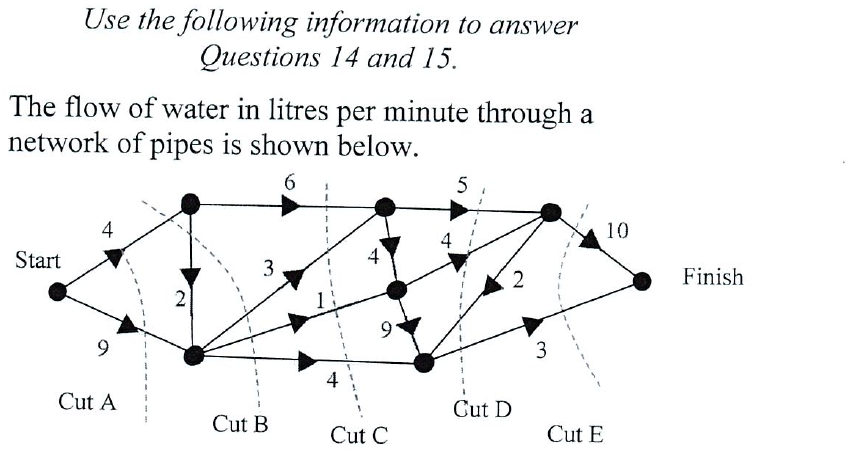 Use the following information to answer
Questions 14 and 15.
The flow of water in litres per minute through a
network of pipes is shown below.
6
5
4
10
Start
4
4
3
2
Finish
2
1
9
9
3
4
Cut A
Cut B
Cut C
Cut D
Cut E